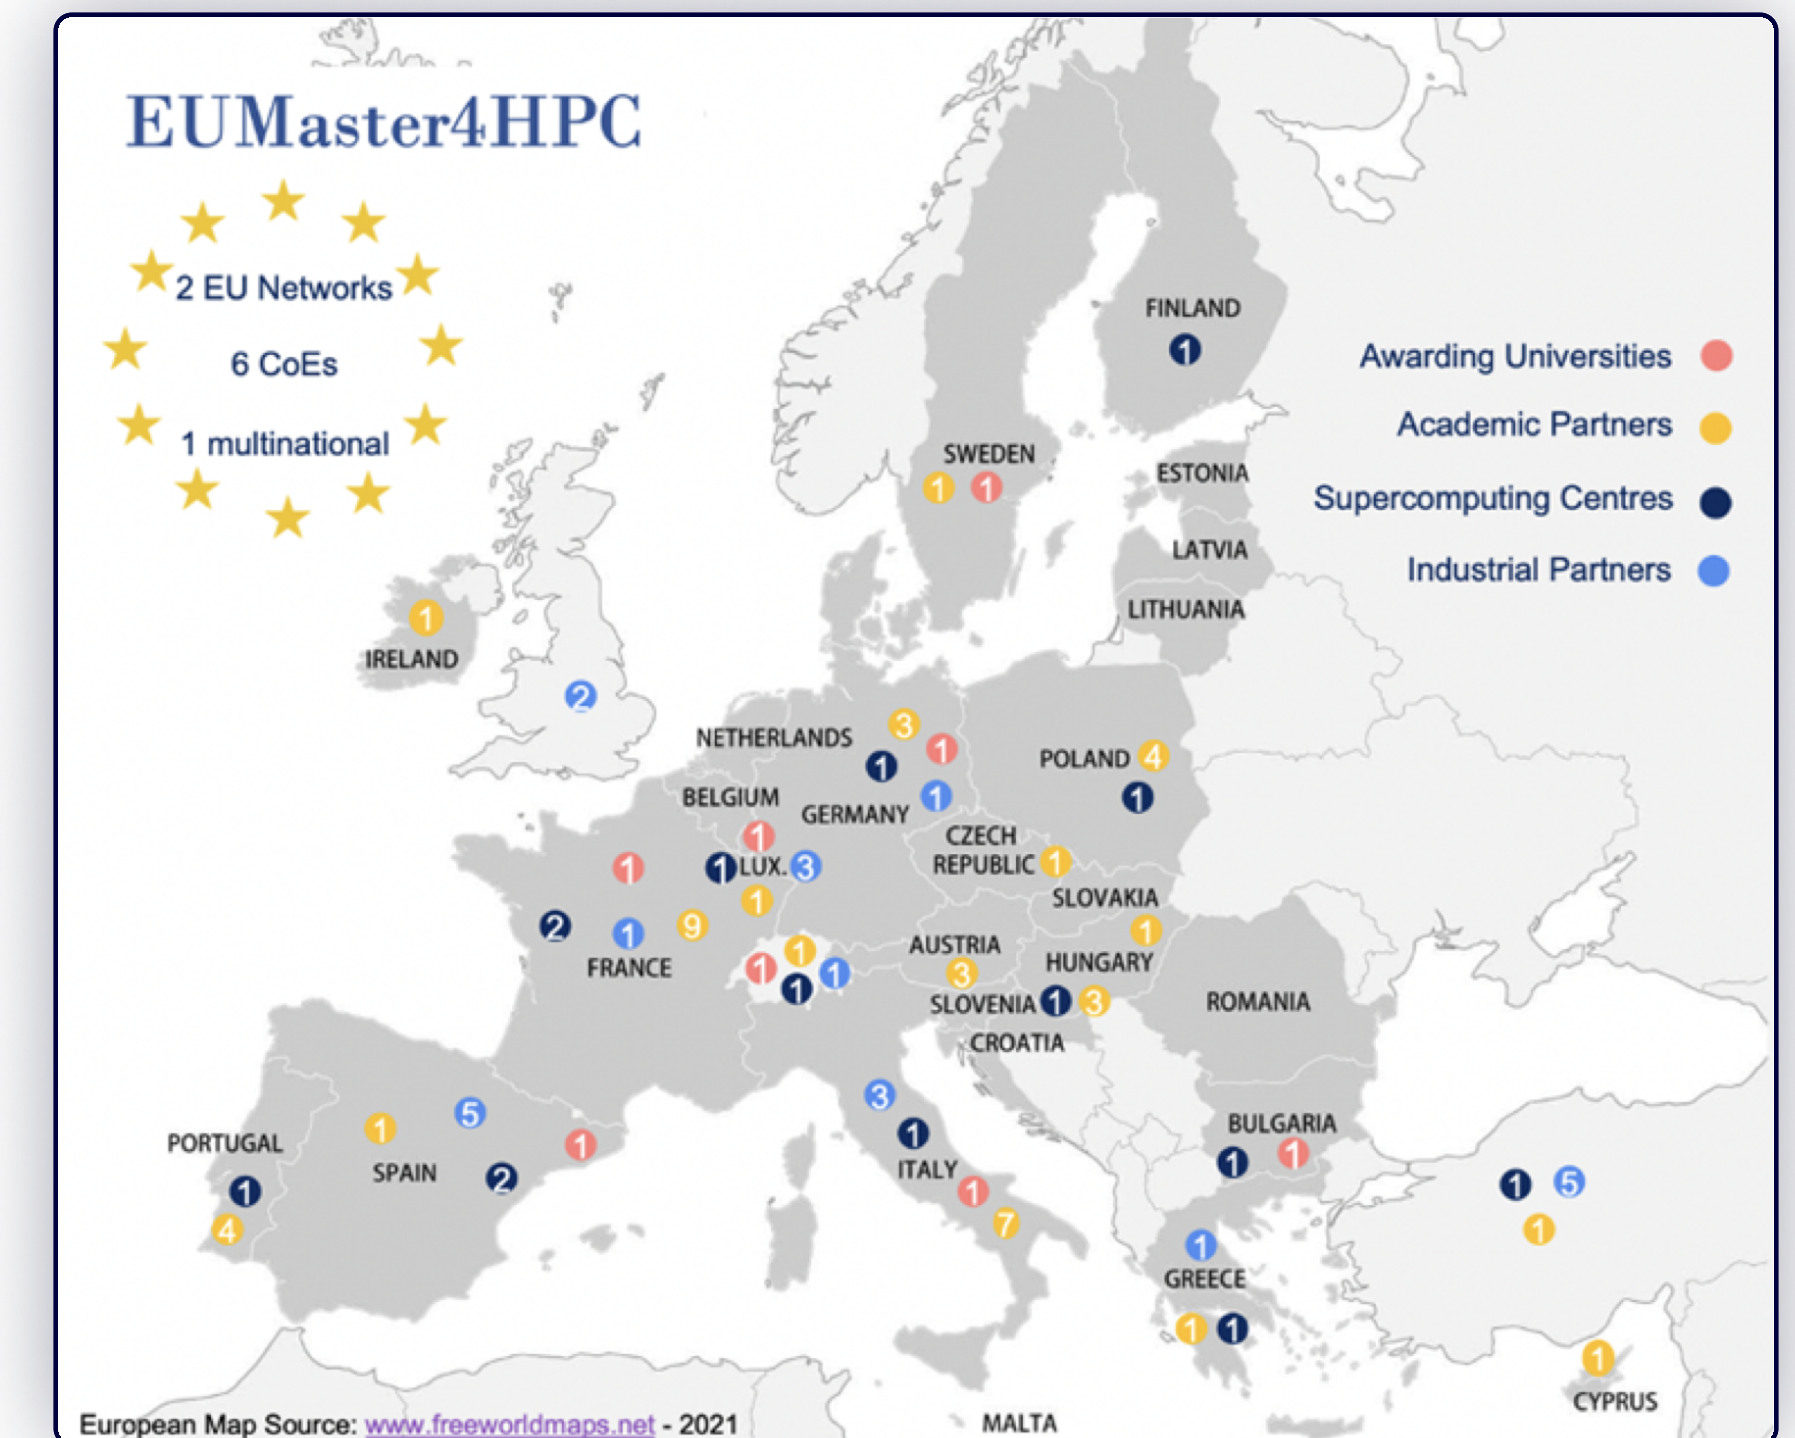 EUMaster4HPC
2 EU Networks
6 CoEs
1 multinational
FINLAND
1
Awarding Universities
Academic Partners
Supercomputing Centres
Industrial Partners
SWEDEN
1 1
ESTONIA
LATVIA
LITHUANIA
1
IRELAND
2
NETHERLANDS
3
1
1
1
POLAND 4
1
BELGIUM
GERMANY
1
1 LUX. 3
1
CZECH
REPUBLIC 1
SLOVAKIA
1
1
2
1
9
FRANCE
1
1
1
1
AUSTRIA
3
HUNGARY
SLOVENIA 1 3
CROATIA
ROMANIA
PORTUGAL
1
4
1
5
1
SPAIN
2
3
1
ITALY
1
7
BULGARIA
1
1
1
GREECE
1 1
1 5
1
1
CYPRUS
MALTA
European Map Source: www.freeworldmaps.net - 2021